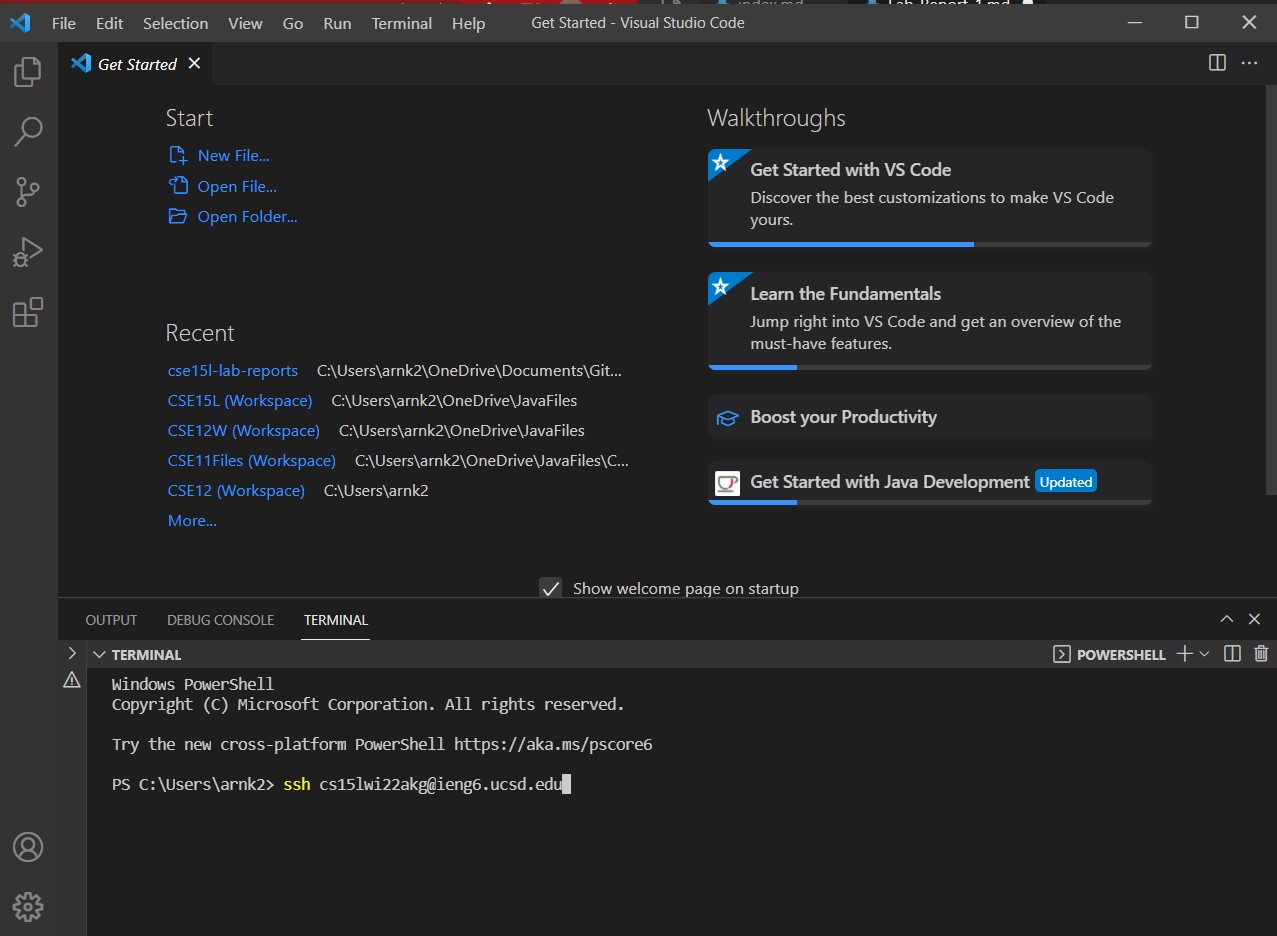 index.md
Lab-Report-1.md
File Edit Selection View Go Run Terminal Help Get Started - Visual Studio Code
Get Started
Start
New File...
Open File...
Open Folder...
Recent
cse15l-lab-reports C:\Users\arnk2\OneDrive\Documents\Git...
CSE15L (Workspace) C:\Users\arnk2\OneDrive\JavaFiles
CSE12W (Workspace) C:\Users\arnk2\OneDrive\JavaFiles
CSE11Files (Workspace) C:\Users\arnk2\OneDrive\JavaFiles\C...
CSE12 (Workspace) C:\Users\arnk2
More...
Walkthroughs
Get Started with VS Code
Discover the best customizations to make VS Code
yours.
Learn the Fundamentals
Jump right into VS Code and get an overview of the
must-have features.
Boost your Productivity
Get Started with Java Development Updated
Show welcome page on startup
OUTPUT DEBUG CONSOLE TERMINAL
TERMINAL POWERSHELL
Windows PowerShell
Copyright (C) Microsoft Corporation. All rights reserved.
Try the new cross-platform PowerShell https://aka.ms/pscore6
PS C:\Users\arnk2> ssh cs15lwi22akg@ieng6.ucsd.edu